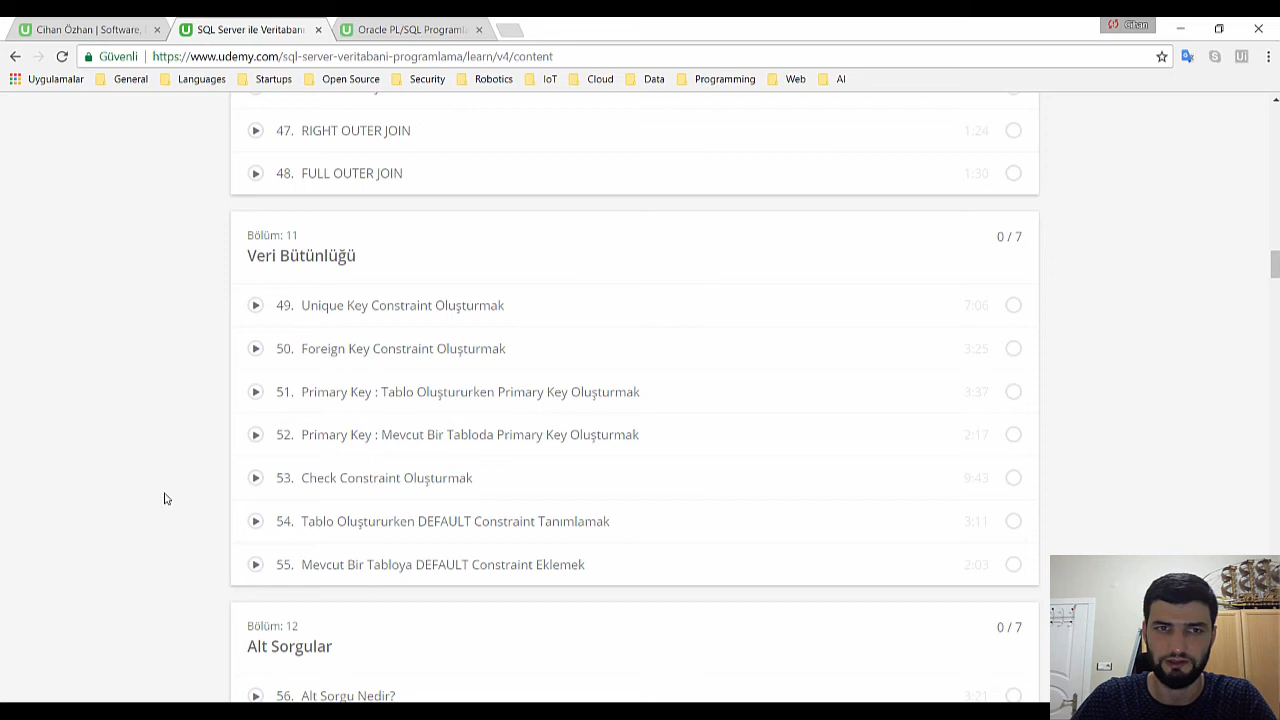 Cihan Özhan | Software,
SQL Server ile Veritabanı
Oracle PL/SQL Programla
Cihan
Güvenli
https://www.udemy.com/sql-server-veritabani-programlama/learn/v4/content
Uygulamalar General Languages Startups Open Source Security Robotics IoT Cloud Data Programming Web AI
47. RIGHT OUTER JOIN 1:24
48. FULL OUTER JOIN 1:30
Bölüm: 11
Veri Bütünlüğü
0 / 7
49. Unique Key Constraint Oluşturmak 7:06
50. Foreign Key Constraint Oluşturmak 3:25
51. Primary Key : Tablo Oluştururken Primary Key Oluşturmak 3:37
52. Primary Key : Mevcut Bir Tabloda Primary Key Oluşturmak 2:17
53. Check Constraint Oluşturmak 9:43
54. Tablo Oluştururken DEFAULT Constraint Tanımlamak 3:11
55. Mevcut Bir Tabloya DEFAULT Constraint Eklemek 2:03
Bölüm: 12
Alt Sorgular
0 / 7
56. Alt Sorgu Nedir? 3:21